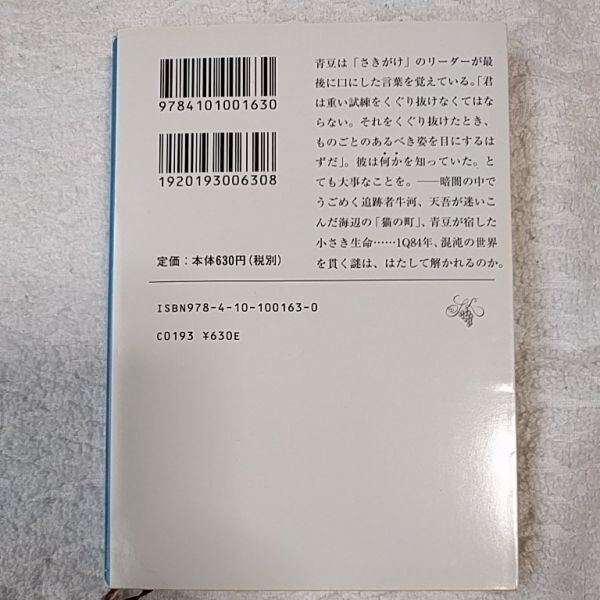 青豆は「さきがけ」のリーダーが最
後に口にした言葉を覚えている。「君
は重い試練をくぐり抜けなくてはな
らない。それをくぐり抜けたとき、
ものごとのあるべき姿を目にするは
ずだ」。彼は何かを知っていた。と
ても大事なことを。――暗闇の中で
うごめく追跡者牛河、天吾が迷いこ
んだ海辺の「猫の町」、青豆が宿した
小さき生命……1Q84年、混沌の世界
を貫く謎は、はたして解かれるのか。
9784101001630
1920193006308
定価：本体630円（税別）
ISBN978-4-10-100163-0
C0193 ¥630E